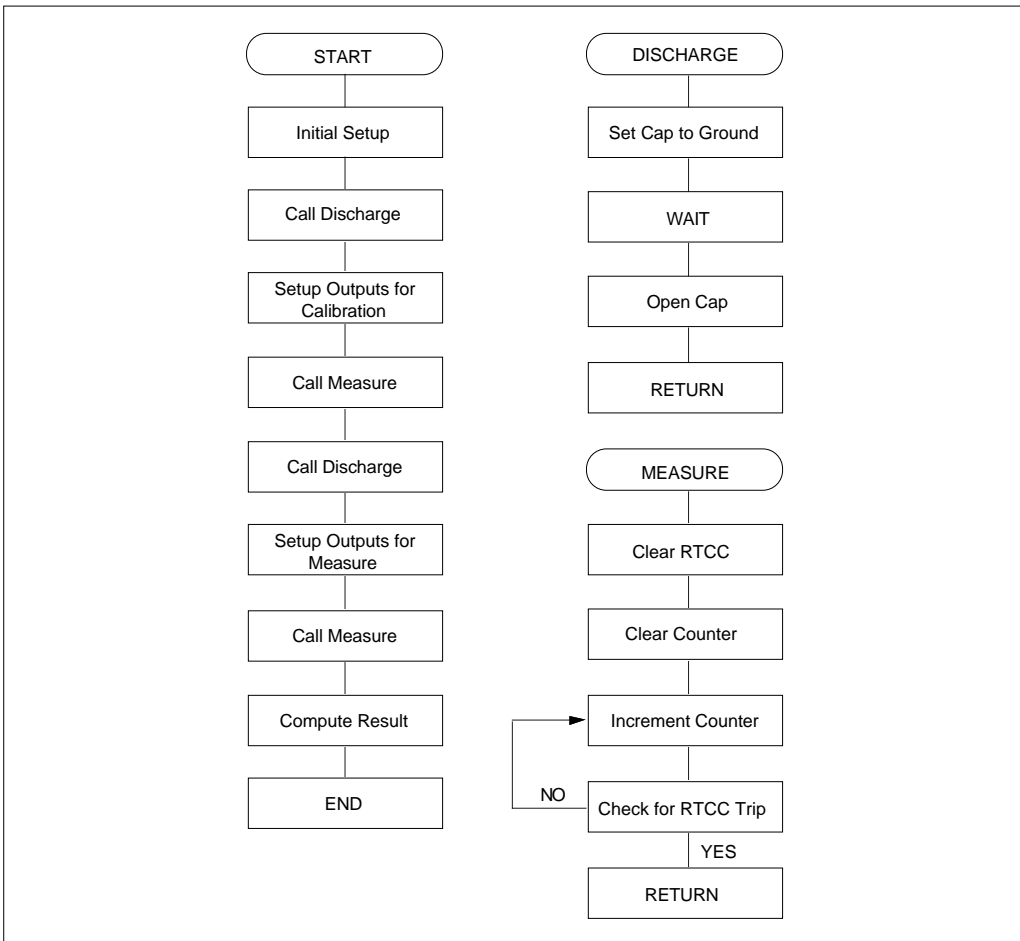 START
Initial Setup
Call Discharge
Setup Outputs for
Calibration
Call Measure
Call Discharge
Setup Outputs for
Measure
Call Measure
Compute Result
END
DISCHARGE
Set Cap to Ground
WAIT
Open Cap
RETURN
MEASURE
Clear RTCC
Clear Counter
Increment Counter
NO
Check for RTCC Trip
YES
RETURN